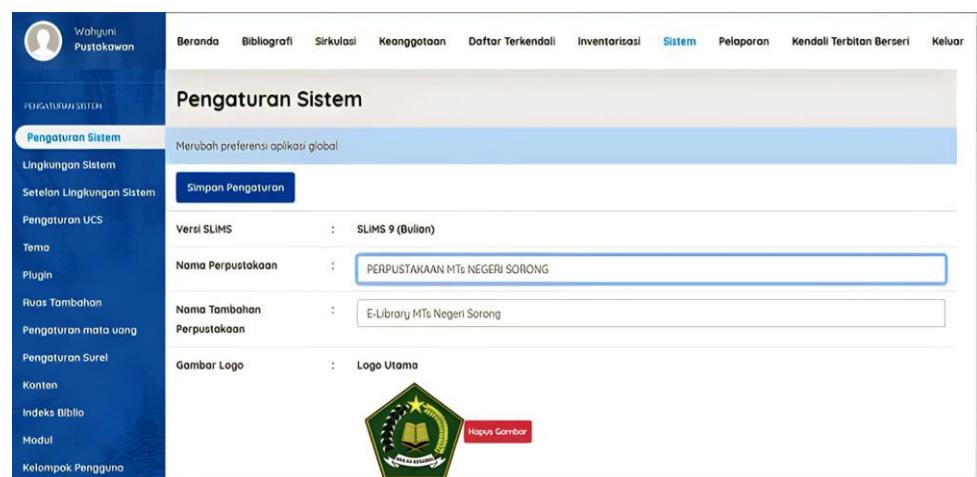 Wahyuni
Pustakawan
Beranda Bibliografi Sirkulasi Keanggotaan Daftar Terkendali Inventarisasi Sistem Pelaporan Kendali Terbitan Berseri Keluar
PENGATURAN SISTEM
Pengaturan Sistem
Lingkungan Sistem
Setelan Lingkungan Sistem
Pengaturan UCS
Tema
Plugin
Ruas Tambahan
Pengaturan mata uang
Pengaturan Surel
Konten
Indeks Biblio
Modul
Kelompok Pengguna
Pengaturan Sistem
Merubah preferensi aplikasi global
Simpan Pengaturan
Versi SLiMS : SLiMS 9 (Bulian)
Nama Perpustakaan : PERPUSTAKAAN MTs NEGERI SORONG
Nama Tambahan : E-Library MTs Negeri Sorong
Perpustakaan
Gambar Logo : Logo Utama
Hapus Gambar